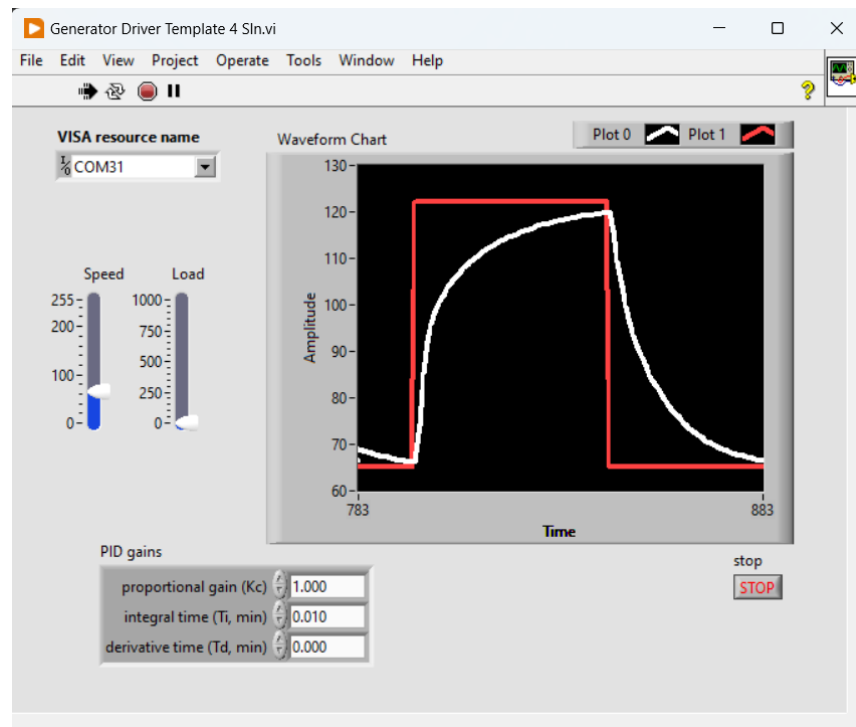 Generator Driver Template 4 Sln.vi
File Edit View Project Operate Tools Window Help
VISA resource name
I/O COM31
Waveform Chart
Plot 0 Plot 1
130
120
110
100
90
80
70
60
Amplitude
783 883
Time
Speed Load
255 1000
200 750
500
100 250
0 0
PID gains
proportional gain (Kc) 1.000
integral time (Ti, min) 0.010
derivative time (Td, min) 0.000
stop
STOP